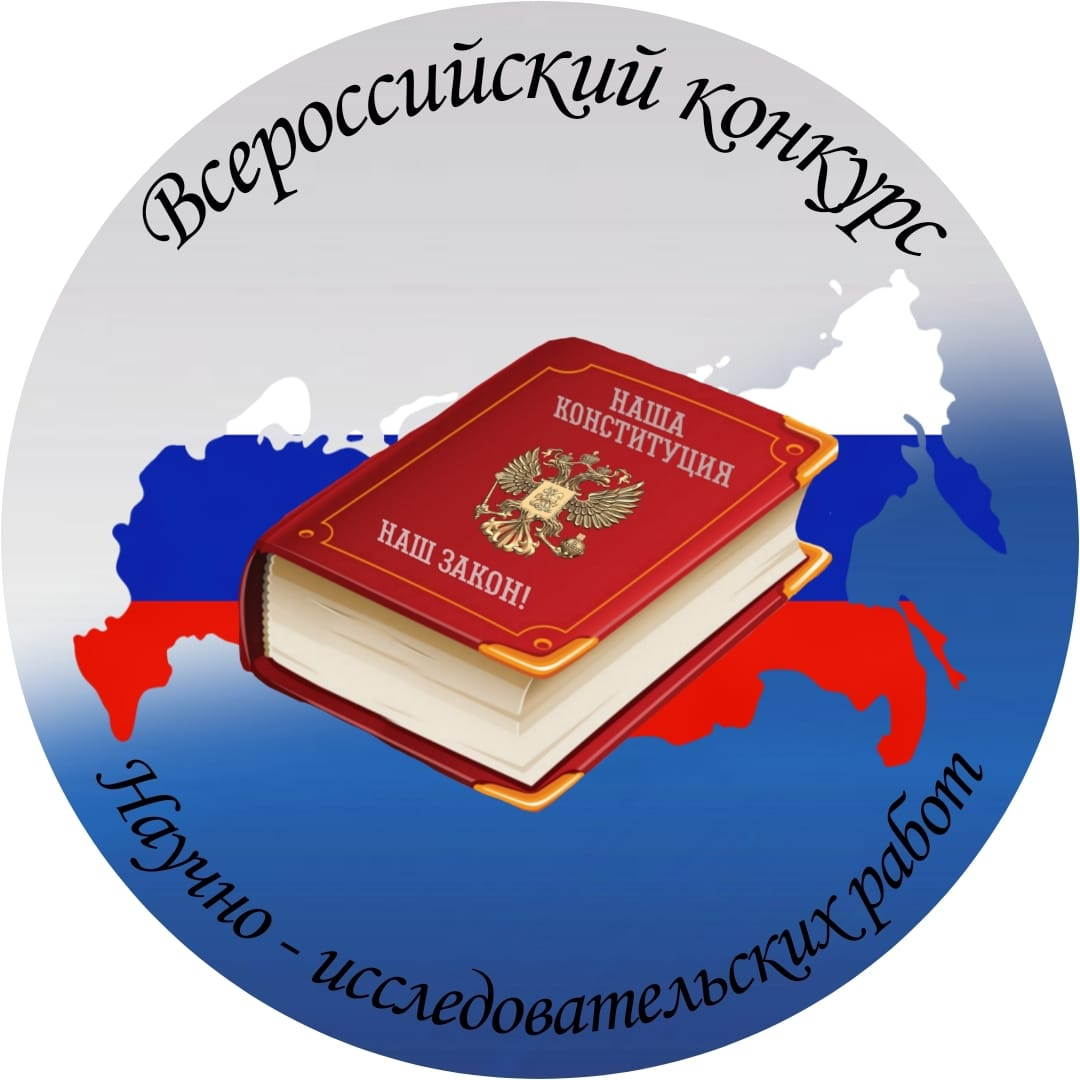 Всероссийский конкурс
НАША
КОНСТИТУЦИЯ
НАШ ЗАКОН!
Научно - исследовательских работ